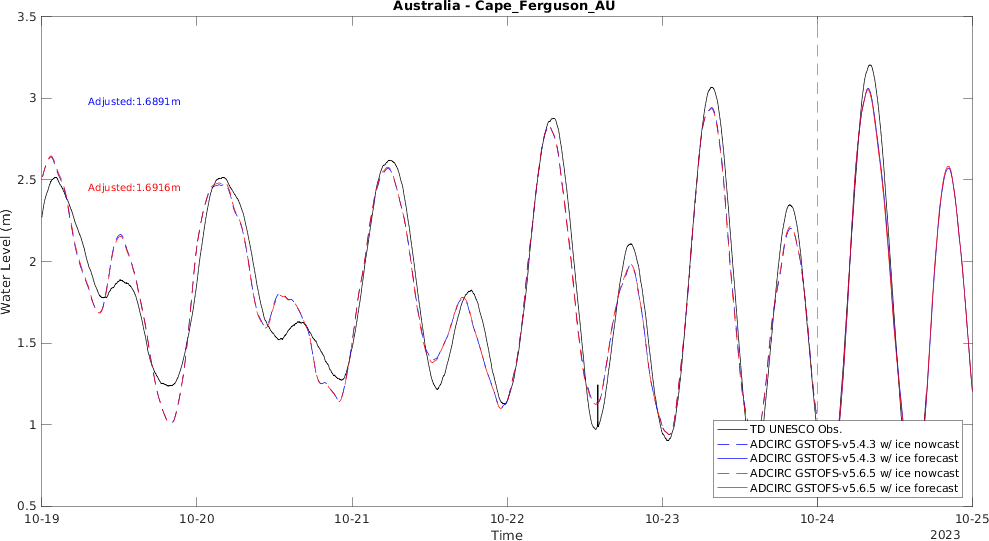 Australia - Cape_Ferguson_AU
3.5
3
2.5
2
1.5
1
0.5
Water Level (m)
Adjusted:1.6891m
Adjusted:1.6916m
TD UNESCO Obs.
ADCIRC GSTOFS-v5.4.3 w/ ice nowcast
ADCIRC GSTOFS-v5.4.3 w/ ice forecast
ADCIRC GSTOFS-v5.6.5 w/ ice nowcast
ADCIRC GSTOFS-v5.6.5 w/ ice forecast
10-19 10-20 10-21 10-22 10-23 10-24 10-25
Time
2023